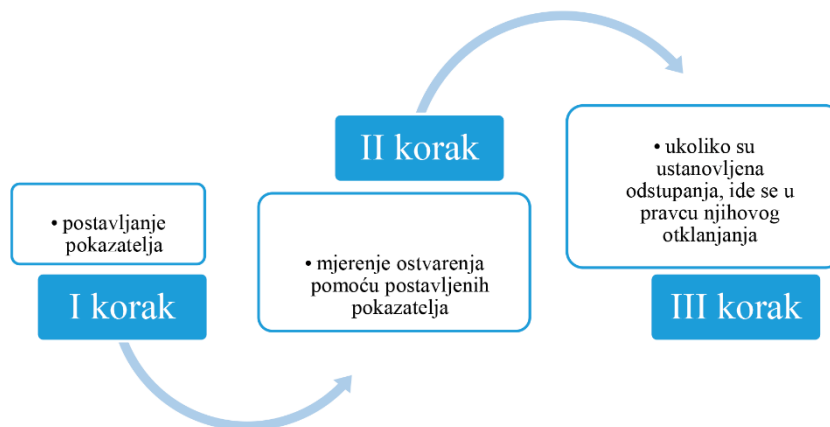 • postavljanje
pokazatelja
I korak
II korak
• mjerenje ostvarenja
pomoću postavljenih
pokazatelja
• ukoliko su
ustanovljena
odstupanja, ide se u
pravcu njihovog
otklanjanja
III korak